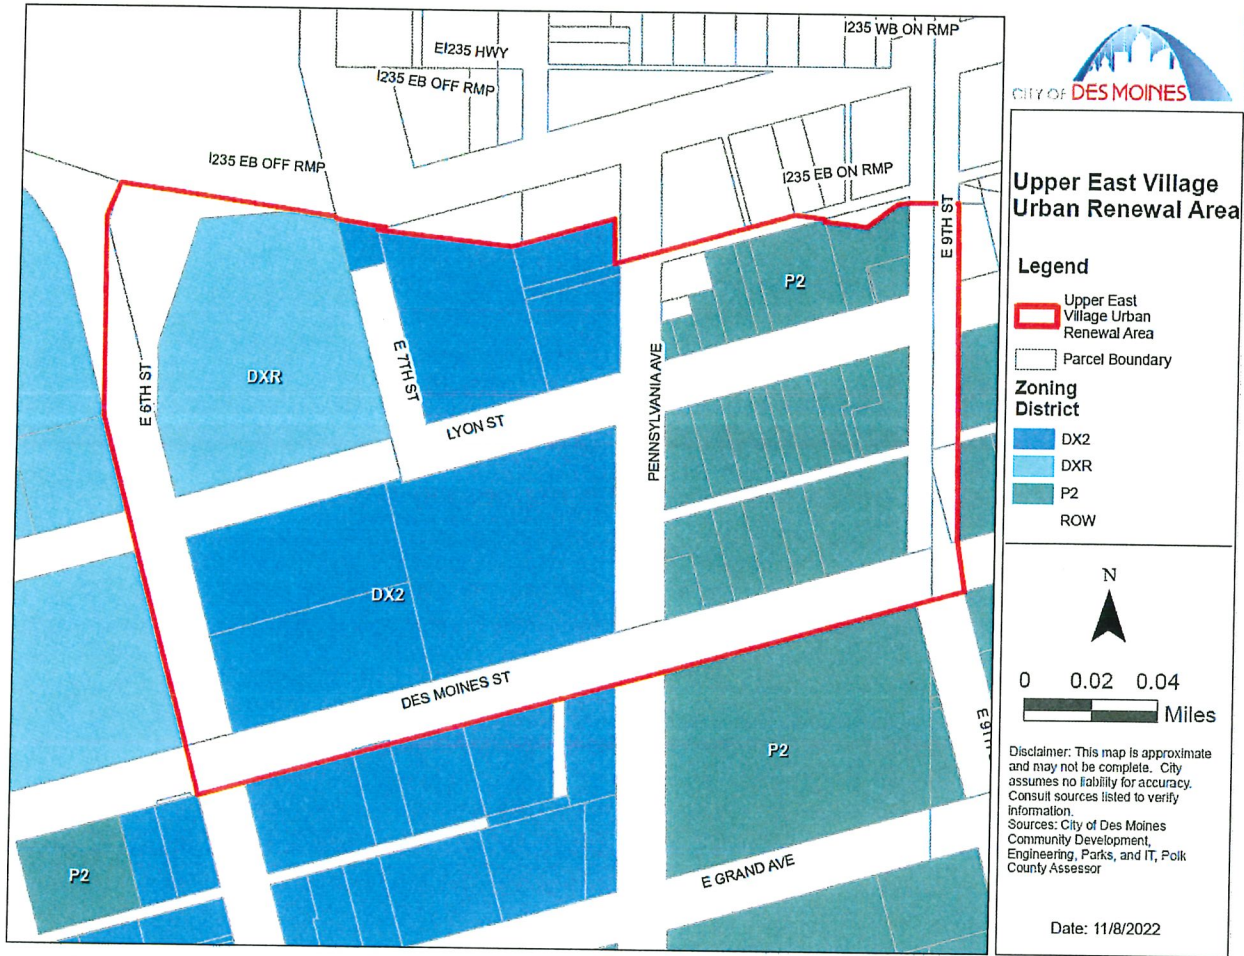 I235 WB ON RMP
EI235 HWY
I235 EB OFF RMP
I235 EB OFF RMP
I235 EB ON RMP
E 9TH ST
P2
E 6TH ST
DXR
E 7TH ST
LYON ST
PENNSYLVANIA AVE
DX2
DES MOINES ST
P2
E 9TH
P2
E GRAND AVE
CITY OF DES MOINES
Upper East Village
Urban Renewal Area
Legend
Upper East
Village Urban
Renewal Area
Parcel Boundary
Zoning
District
DX2
DXR
P2
ROW
N
0 0.02 0.04
Miles
Disclaimer: This map is approximate
and may not be complete. City
assumes no liability for accuracy.
Consult sources listed to verify
information.
Sources: City of Des Moines
Community Development,
Engineering, Parks, and IT, Polk
County Assessor
Date: 11/8/2022